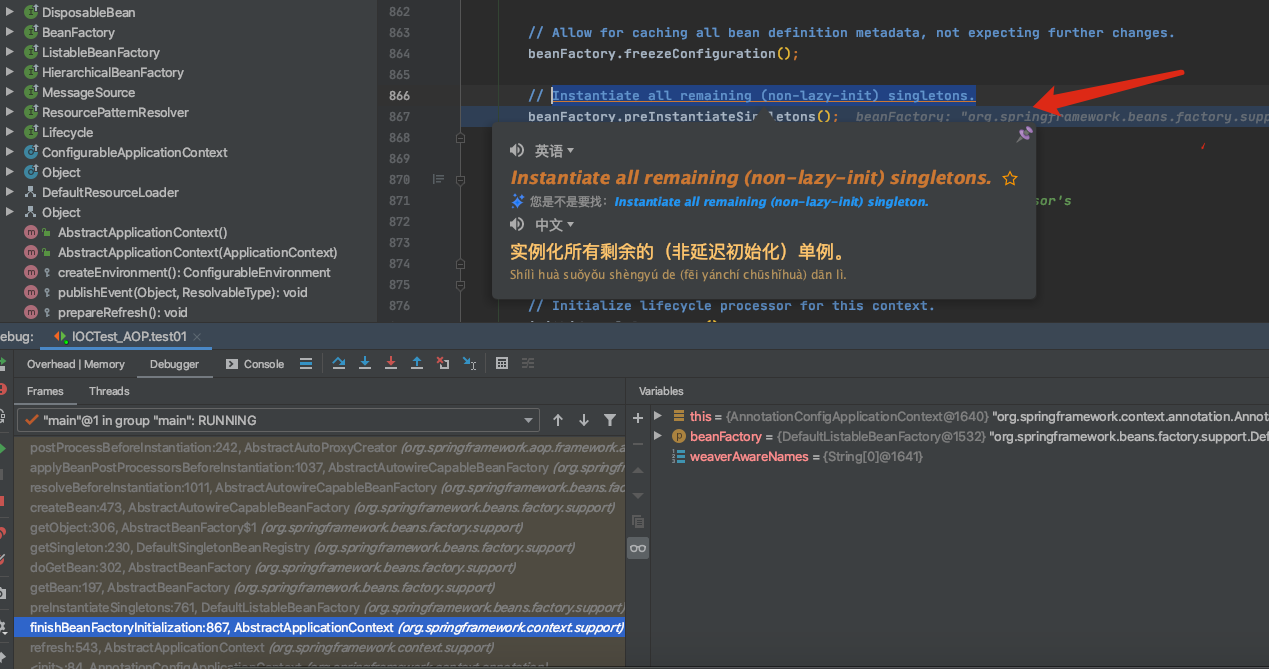 DisposableBean
BeanFactory
ListableBeanFactory
HierarchicalBeanFactory
MessageSource
ResourcePatternResolver
Lifecycle
ConfigurableApplicationContext
Object
DefaultResourceLoader
Object
AbstractApplicationContext()
AbstractApplicationContext(ApplicationContext)
createEnvironment(): ConfigurableEnvironment
publishEvent(Object, ResolvableType): void
prepareRefresh(): void
862
863 // Allow for caching all bean definition metadata, not expecting further changes.
864 beanFactory.freezeConfiguration();
865
866 // Instantiate all remaining (non-lazy-init) singletons.
867 beanFactory.preInstantiateSingletons(); beanFactory: "org.springframework.beans.factory.supp
868
869
870
871 sor's
872
873
874
875
876 // Initialize lifecycle processor for this context.
英语
Instantiate all remaining (non-lazy-init) singletons.
您是不是要找: Instantiate all remaining (non-lazy-init) singleton.
中文
实例化所有剩余的（非延迟初始化）单例。
Shílì huà suǒyǒu shèngyú de (fēi yánchí chūshǐhuà) dān lì.
ebug: IOCTest_AOP.test01
Overhead | Memory Debugger Console
Frames Threads
"main"@1 in group "main": RUNNING
postProcessBeforeInstantiation:242, AbstractAutoProxyCreator (org.springframework.aop.framework.a
applyBeanPostProcessorsBeforeInstantiation:1037, AbstractAutowireCapableBeanFactory (org.springf
resolveBeforeInstantiation:1011, AbstractAutowireCapableBeanFactory (org.springframework.beans.fac
createBean:473, AbstractAutowireCapableBeanFactory (org.springframework.beans.factory.support)
getObject:306, AbstractBeanFactory$1 (org.springframework.beans.factory.support)
getSingleton:230, DefaultSingletonBeanRegistry (org.springframework.beans.factory.support)
doGetBean:302, AbstractBeanFactory (org.springframework.beans.factory.support)
getBean:197, AbstractBeanFactory (org.springframework.beans.factory.support)
preInstantiateSingletons:761, DefaultListableBeanFactory (org.springframework.beans.factory.support)
finishBeanFactoryInitialization:867, AbstractApplicationContext (org.springframework.context.support)
refresh:543, AbstractApplicationContext (org.springframework.context.support)
<init>:84, AnnotationConfigApplicationContext (org.springframework.context.annotation)
Variables
this = {AnnotationConfigApplicationContext@1640} "org.springframework.context.annotation.Annot
beanFactory = {DefaultListableBeanFactory@1532} "org.springframework.beans.factory.support.Def
weaverAwareNames = {String[0]@1641}